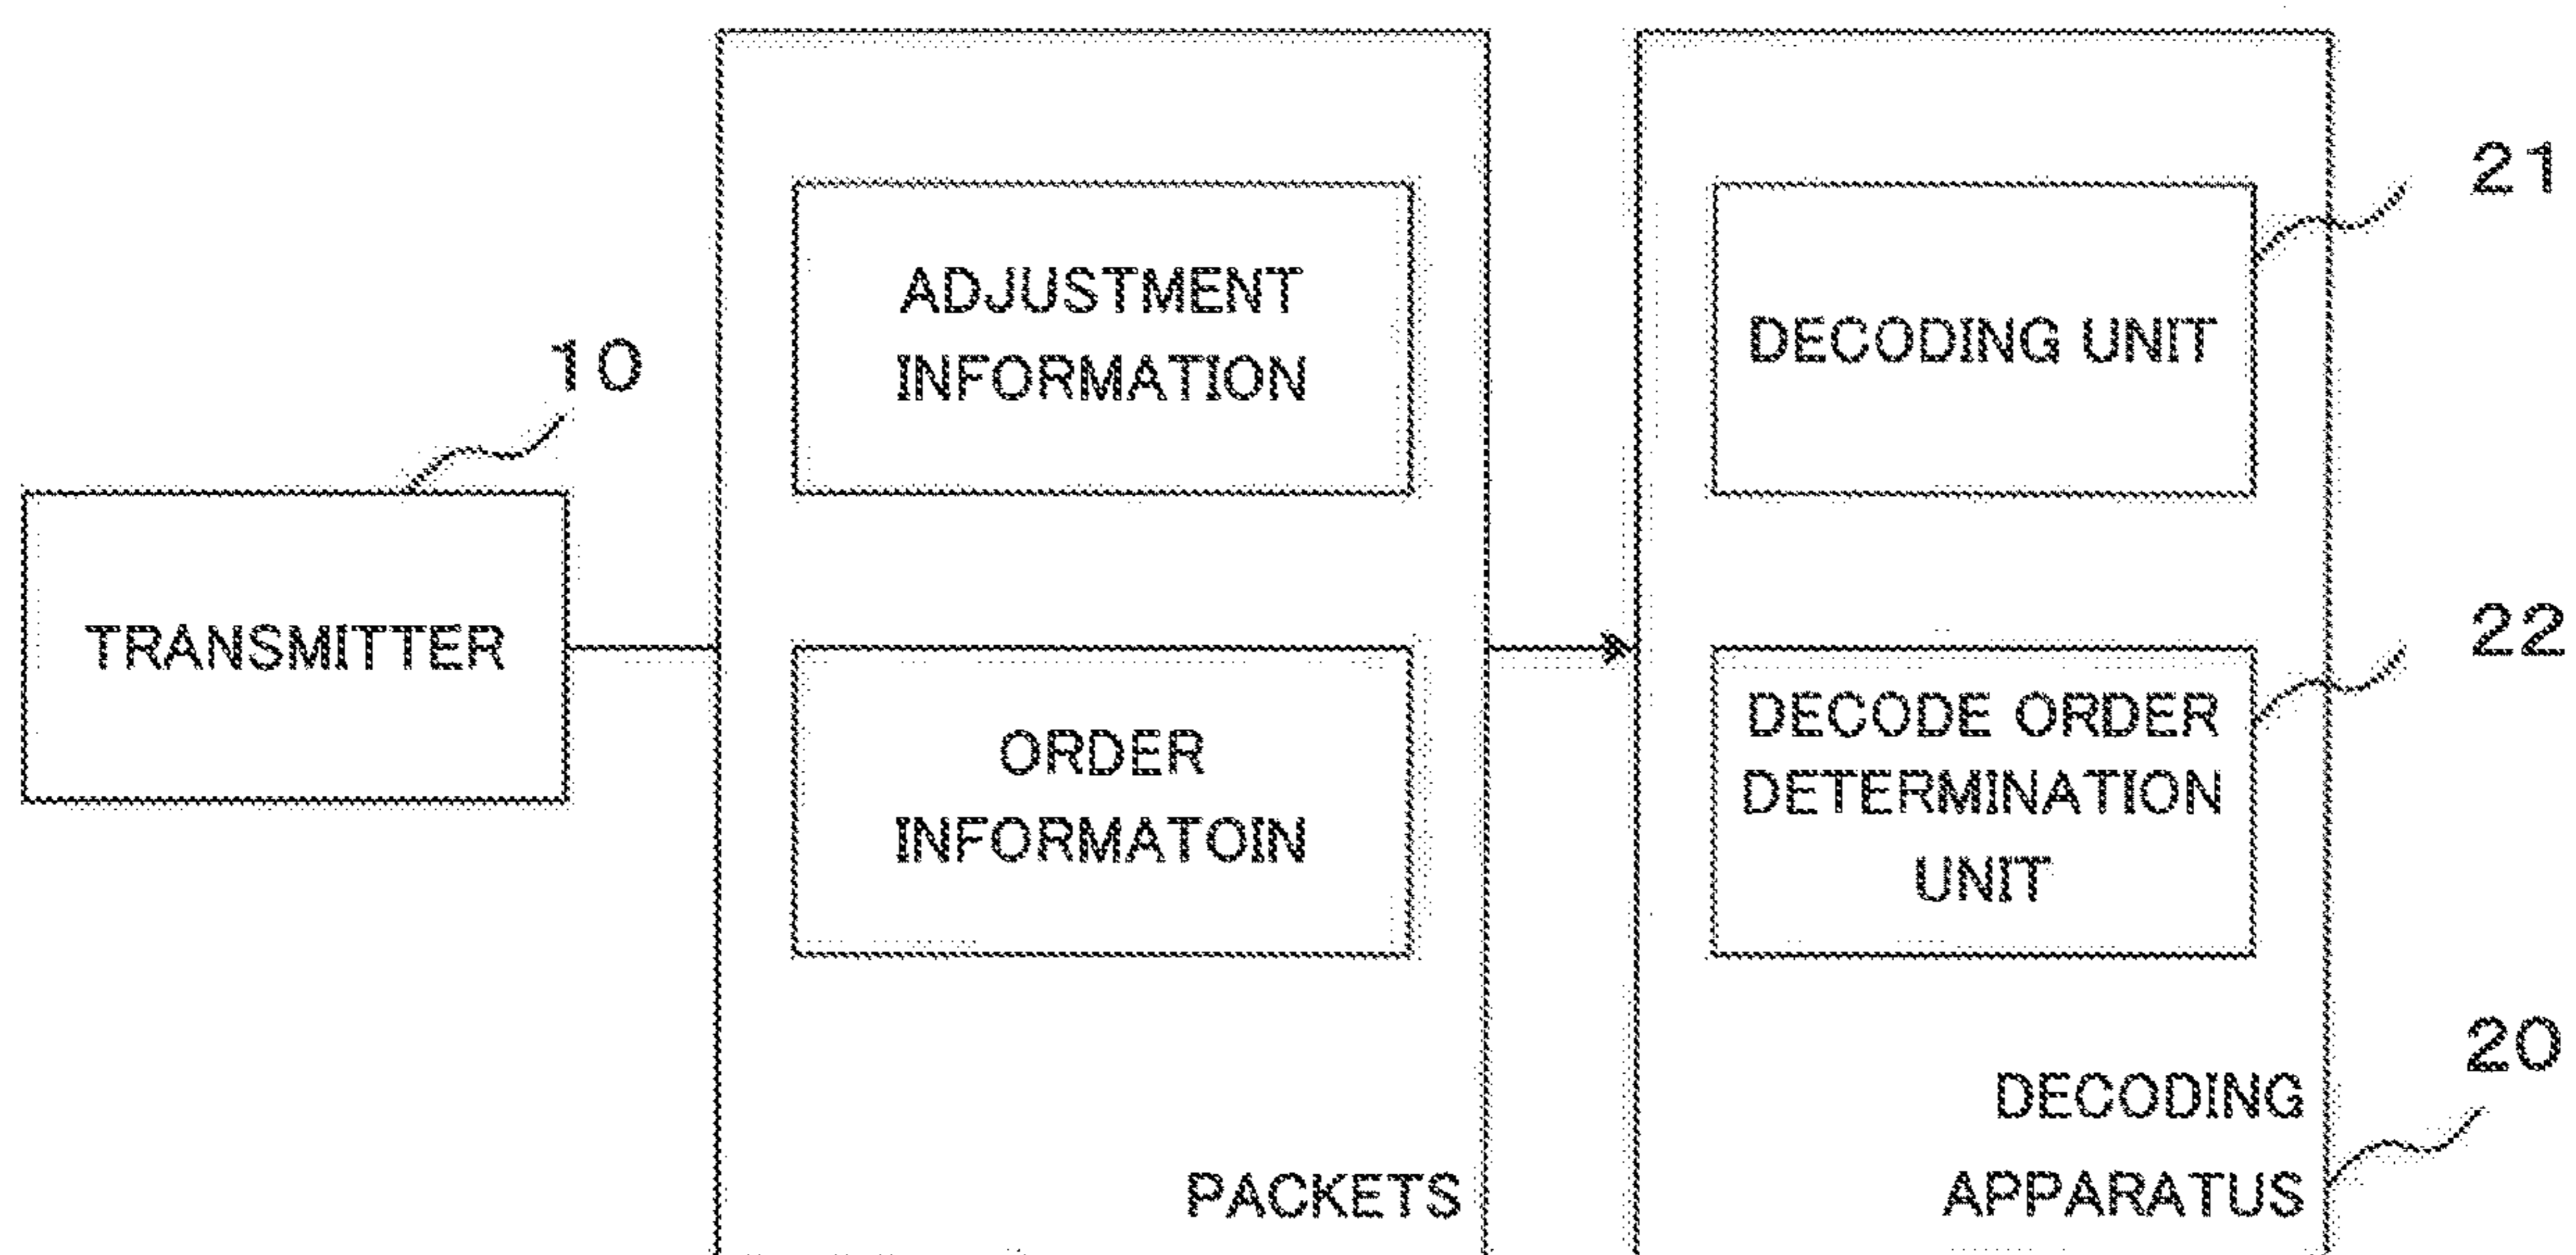 10
TRANSMITTER
ADJUSTMENT
INFORMATION
ORDER
INFORMATOIN
PACKETS
21
DECODING UNIT
22
DECODE ORDER
DETERMINATION
UNIT
20
DECODING
APPARATUS